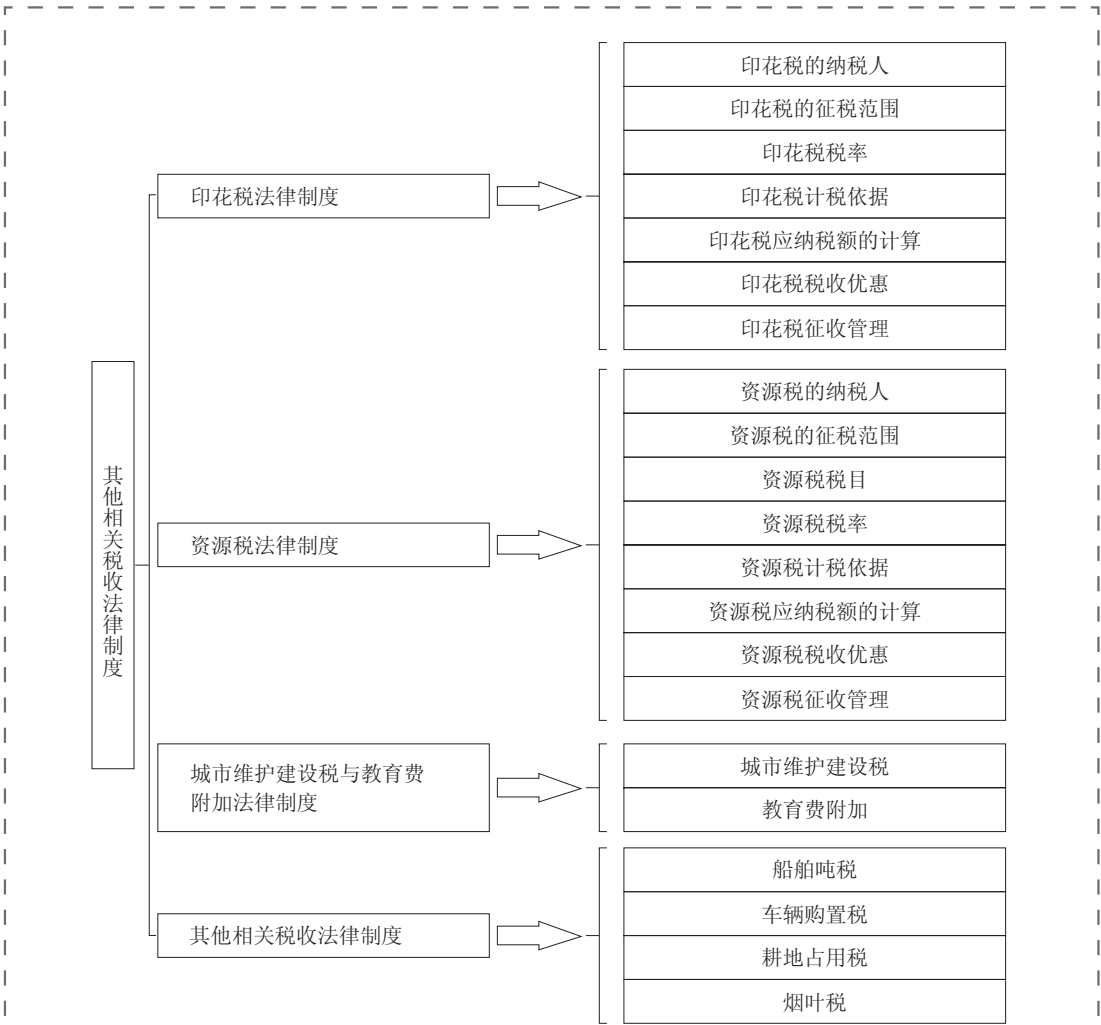 其他相关税收法律制度
印花税法律制度
印花税的纳税人
印花税的征税范围
印花税税率
印花税计税依据
印花税应纳税额的计算
印花税税收优惠
印花税征收管理
资源税法律制度
资源税的纳税人
资源税的征税范围
资源税税目
资源税税率
资源税计税依据
资源税应纳税额的计算
资源税税收优惠
资源税征收管理
城市维护建设税与教育费
附加法律制度
城市维护建设税
教育费附加
其他相关税收法律制度
船舶吨税
车辆购置税
耕地占用税
烟叶税